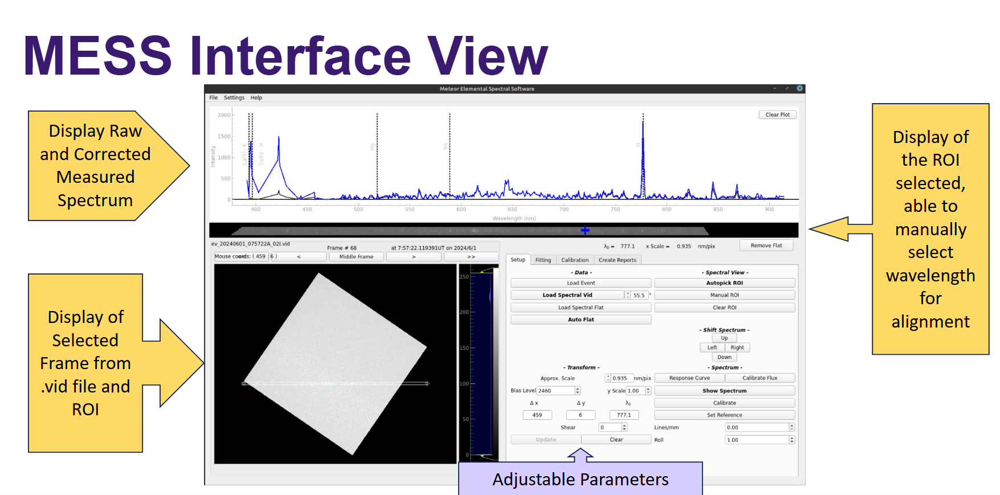 MESS Interface View
Display Raw
and Corrected
Measured
Spectrum
Meteor Elemental Spectral Software
File Settings Help
Clear Plot
2000
1500
1000
500
0
Intensity
Ca(II) - K
Ca(II) - H
Mg
Na
O
400 450 500 550 600 650 700 750 800 850 900
Wavelength (nm)
Display of
the ROI
selected,
able to
manually
select
wavelength
for
alignment
ev_20240601_075722A_02I.vid
Frame # 68 at 7:57:22.119391UT on 2024/6/1
Mouse coords: ( 459 : 6 ) < Middle Frame > >>
λ₀ = 777.1 x Scale = 0.935 nm/pix Remove Flat
Setup Fitting Calibration Create Reports
- Data -
Load Event
Load Spectral Vid 55.5 °
Load Spectral Flat
Auto Flat
- Spectral View -
Autopick ROI
Manual ROI
Clear ROI
- Shift Spectrum -
Up
Left Right
Down
- Transform -
Approx. Scale 0.935 nm/pix
Bias Level 2460 y Scale 1.00
Δ x Δ y λ₀
459 6 777.1
Shear 0
Update Clear
- Spectrum -
Response Curve Calibrate Flux
Show Spectrum
Calibrate
Set Reference
Lines/mm 0.00
Roll 1.00
250
200
150
100
50
0
Display of
Selected
Frame from
.vid file and
ROI
Adjustable Parameters